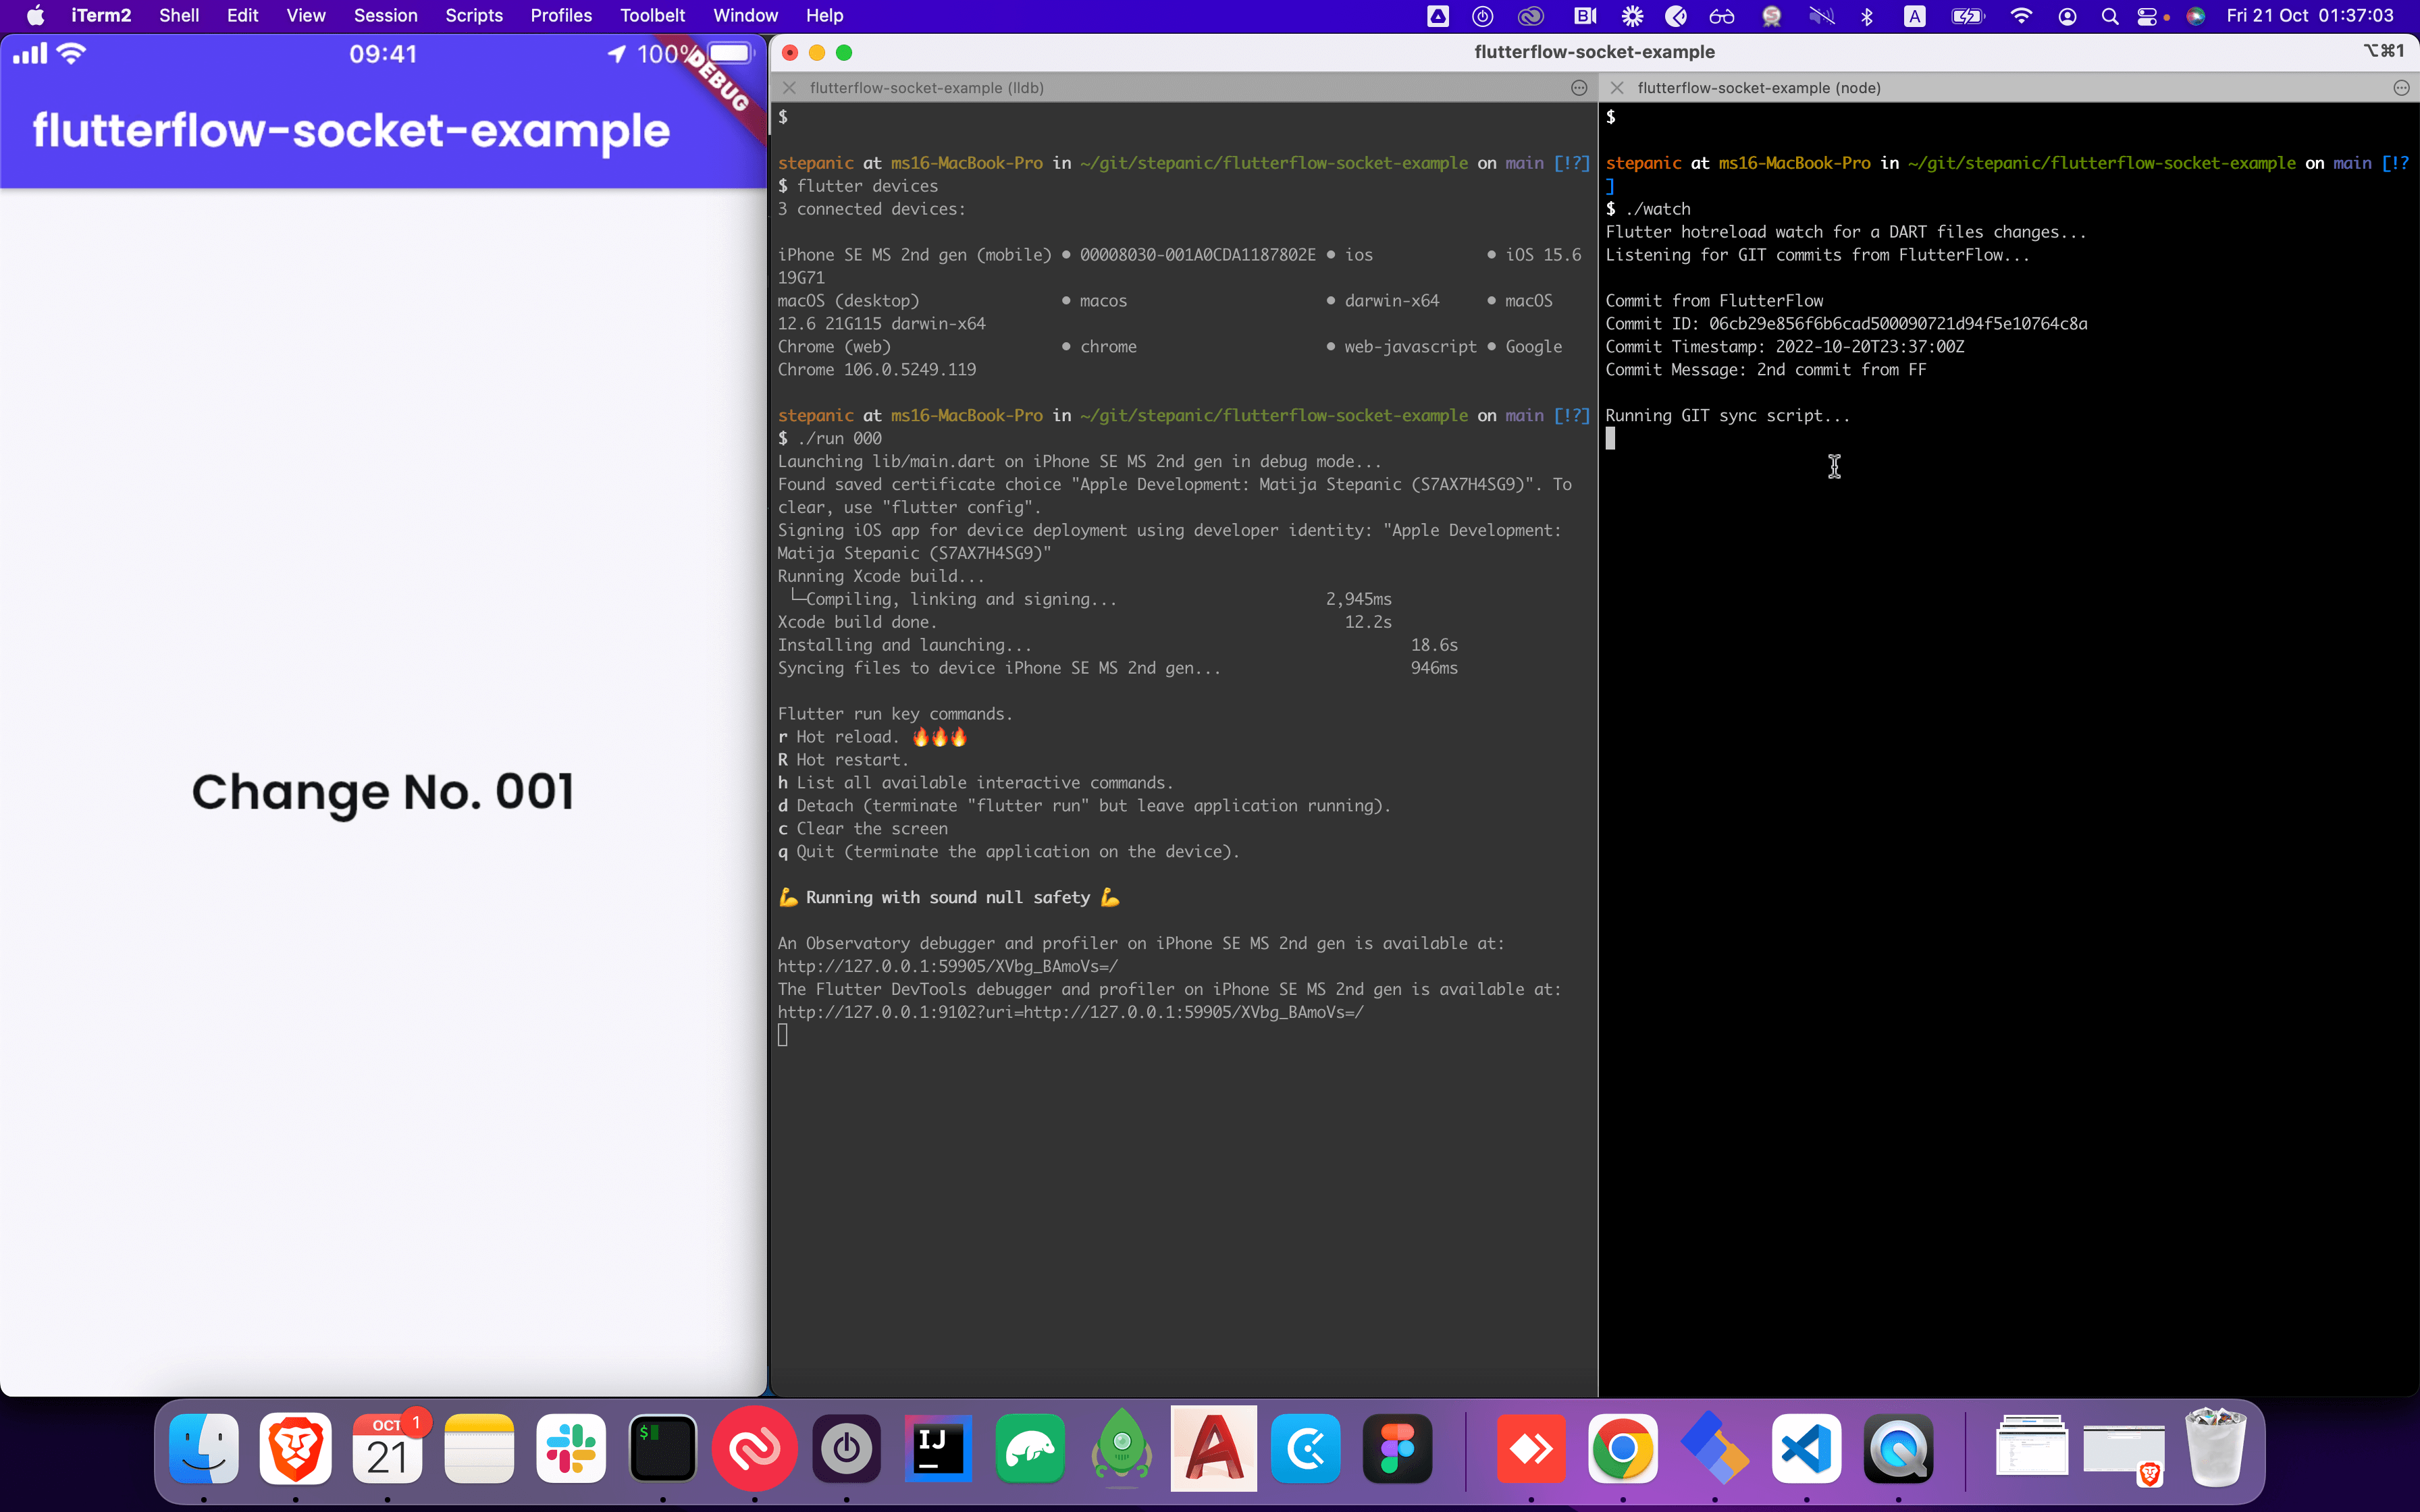 iTerm2 Shell Edit View Session Scripts Profiles Toolbelt Window Help Fri 21 Oct 01:37:03
09:41 100%
DEBUG
flutterflow-socket-example
Change No. 001
flutterflow-socket-example ⌥⌘1
flutterflow-socket-example (lldb)
$
stepanic at ms16-MacBook-Pro in ~/git/stepanic/flutterflow-socket-example on main [!?]
$ flutter devices
3 connected devices:
iPhone SE MS 2nd gen (mobile) • 00008030-001A0CDA1187802E • ios • iOS 15.6
19G71
macOS (desktop) • macos • darwin-x64 • macOS
12.6 21G115 darwin-x64
Chrome (web) • chrome • web-javascript • Google
Chrome 106.0.5249.119
stepanic at ms16-MacBook-Pro in ~/git/stepanic/flutterflow-socket-example on main [!?]
$ ./run 000
Launching lib/main.dart on iPhone SE MS 2nd gen in debug mode...
Found saved certificate choice "Apple Development: Matija Stepanic (S7AX7H4SG9)". To
clear, use "flutter config".
Signing iOS app for device deployment using developer identity: "Apple Development:
Matija Stepanic (S7AX7H4SG9)"
Running Xcode build...
└─Compiling, linking and signing... 2,945ms
Xcode build done. 12.2s
Installing and launching... 18.6s
Syncing files to device iPhone SE MS 2nd gen... 946ms
Flutter run key commands.
r Hot reload. 🔥🔥🔥
R Hot restart.
h List all available interactive commands.
d Detach (terminate "flutter run" but leave application running).
c Clear the screen
q Quit (terminate the application on the device).
💪 Running with sound null safety 💪
An Observatory debugger and profiler on iPhone SE MS 2nd gen is available at:
http://127.0.0.1:59905/XVbg_BAmoVs=/
The Flutter DevTools debugger and profiler on iPhone SE MS 2nd gen is available at:
http://127.0.0.1:9102?uri=http://127.0.0.1:59905/XVbg_BAmoVs=/
flutterflow-socket-example (node)
$
stepanic at ms16-MacBook-Pro in ~/git/stepanic/flutterflow-socket-example on main [!?
]
$ ./watch
Flutter hotreload watch for a DART files changes...
Listening for GIT commits from FlutterFlow...
Commit from FlutterFlow
Commit ID: 06cb29e856f6b6cad500090721d94f5e10764c8a
Commit Timestamp: 2022-10-20T23:37:00Z
Commit Message: 2nd commit from FF
Running GIT sync script...
OCT 1
21
$
IJ